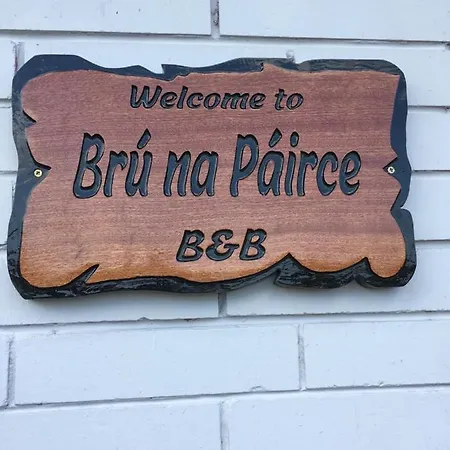 Welcome to
Brú na Páirce
B&B